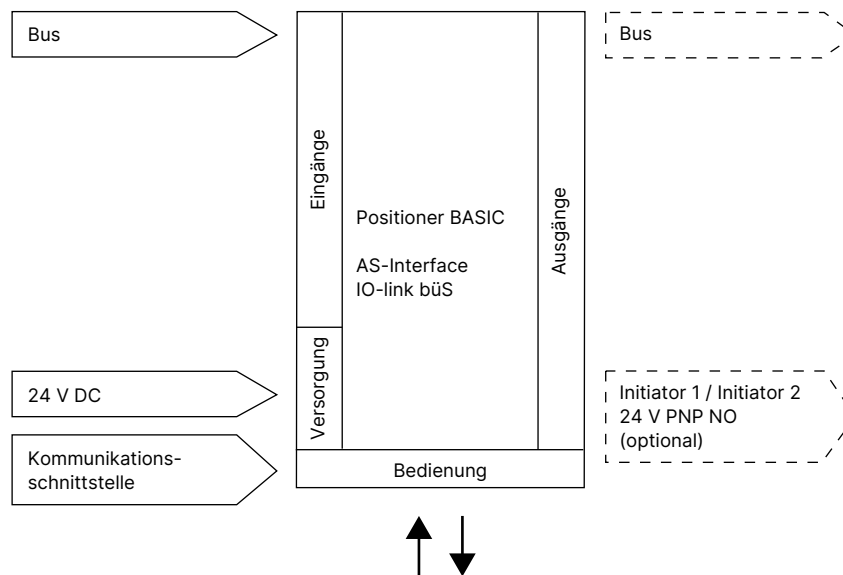 Bus
Bus
Eingänge
Positioner BASIC
AS-Interface
IO-link büS
Ausgänge
Versorgung
24 V DC
Initiator 1 / Initiator 2
24 V PNP NO
(optional)
Kommunikations-
schnittstelle
Bedienung